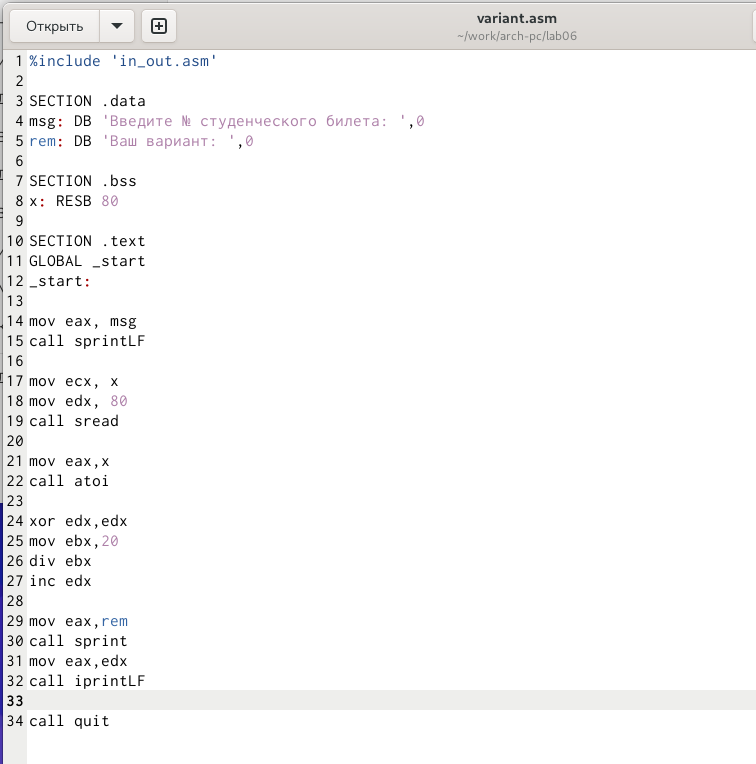 Открыть
variant.asm
~/work/arch-pc/lab06
1 %include 'in_out.asm'
2
3 SECTION .data
4 msg: DB 'Введите № студенческого билета: ',0
5 rem: DB 'Ваш вариант: ',0
6
7 SECTION .bss
8 x: RESB 80
9
10 SECTION .text
11 GLOBAL _start
12 _start:
13
14 mov eax, msg
15 call sprintLF
16
17 mov ecx, x
18 mov edx, 80
19 call sread
20
21 mov eax,x
22 call atoi
23
24 xor edx,edx
25 mov ebx,20
26 div ebx
27 inc edx
28
29 mov eax,rem
30 call sprint
31 mov eax,edx
32 call iprintLF
33
34 call quit